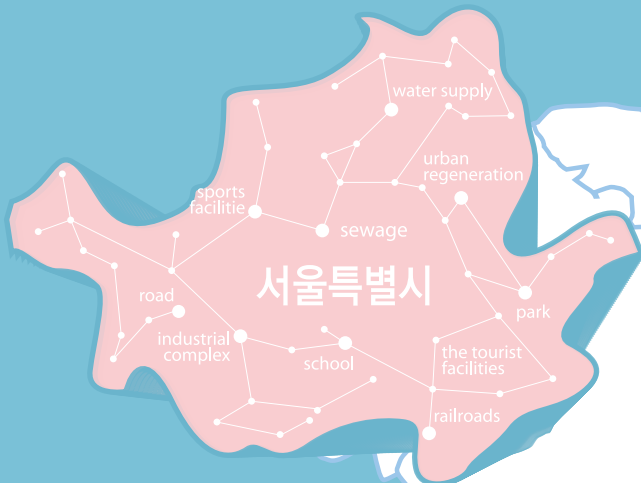 water supply
urban
regeneration
sports
facilitie
sewage
서울특별시
road
park
industrial
complex
school
the tourist
facilities
railroads